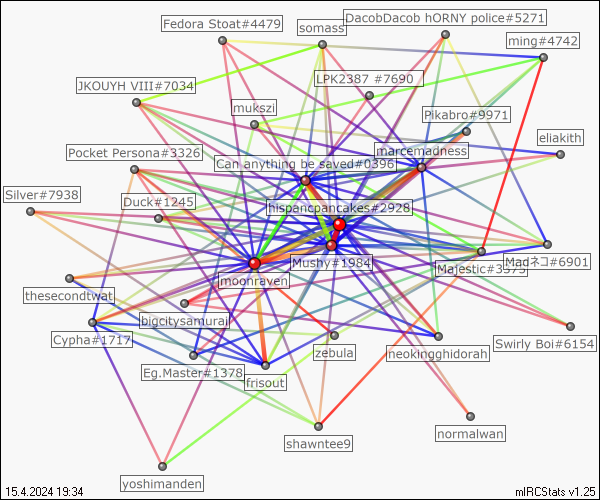 Fedora Stoat#4479
somass
DacobDacob hORNY police#5271
ming#4742
JKOUYH VIII#7034
LPK2387 #7690
mukszi
Pikabro#9971
eliakith
Pocket Persona#3326
marcemadness
Can anything be saved#0396
Silver#7938
Duck#1245
hispancpancakes#2928
Mushy#1984
Majestic#3575
Madネコ#6901
moonraven
thesecondtwat
bigcitysamurai
Cypha#1717
zebula
neokingghidorah
Swirly Boi#6154
Eg.Master#1378
frisout
shawntee9
normalwan
yoshimanden
15.4.2024 19:34
mIRCStats v1.25